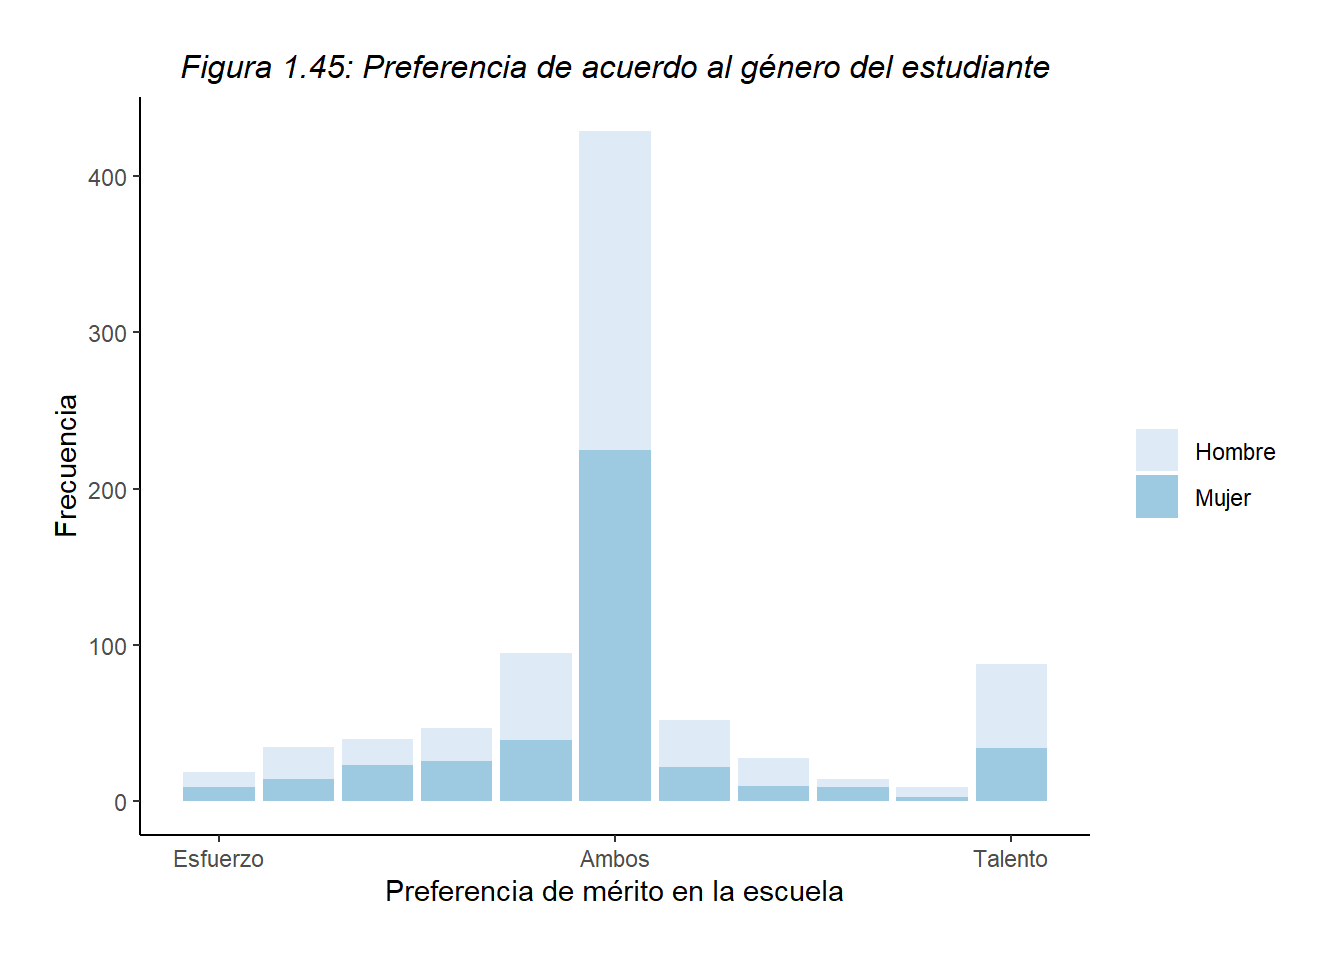 Figura 1.45: Preferencia de acuerdo al género del estudiante
Frecuencia
400
300
200
100
0
Esfuerzo
Ambos
Talento
Preferencia de mérito en la escuela
Hombre
Mujer